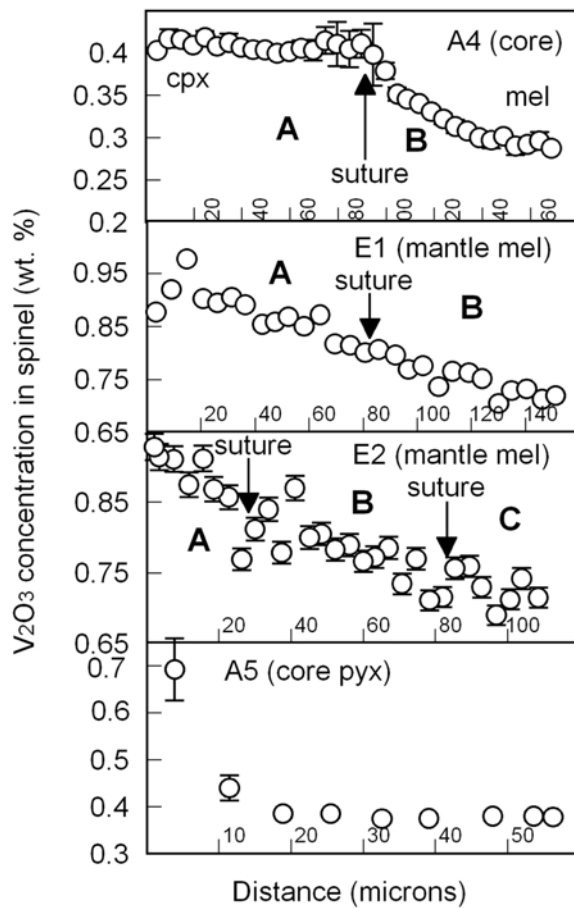 V2O3 concentration in spinel (wt. %)
A4 (core)
0.4
cpx
0.35
mel
0.3
A
B
0.25
suture
20 40 60 80 00 20 40 60
0.2
E1 (mantle mel)
0.95
A
suture
B
0.85
0.75
20 40 60 80 100 120 140
0.65
suture
E2 (mantle mel)
suture
0.85
A
B
C
0.75
20 40 60 80 100
0.65
0.7
A5 (core pyx)
0.6
0.5
0.4
10 20 30 40 50
0.3
Distance (microns)